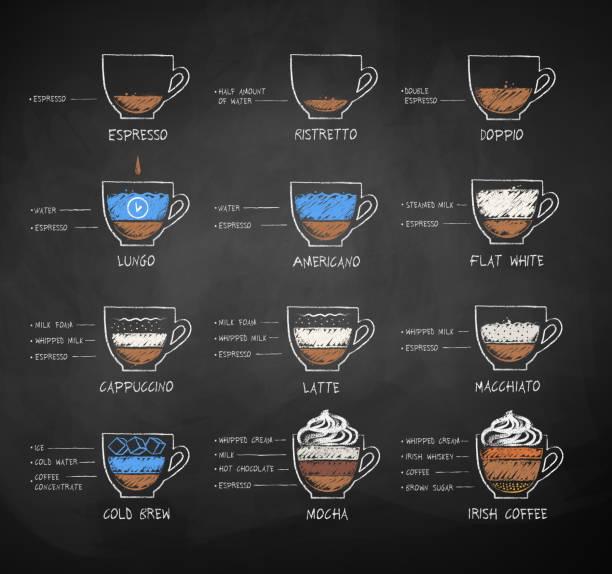 • ESPRESSO
ESPRESSO
• HALF AMOUNT
OF WATER
RISTRETTO
• DOUBLE
ESPRESSO
DOPPIO
• WATER
• ESPRESSO
LUNGO
• WATER
• ESPRESSO
AMERICANO
• STEAMED MILK
• ESPRESSO
FLAT WHITE
• MILK FOAM
• WHIPPED MILK
• ESPRESSO
CAPPUCCINO
• MILK FOAM
• WHIPPED MILK
• ESPRESSO
LATTE
• WHIPPED MILK
• ESPRESSO
MACCHIATO
• ICE
• COLD WATER
• COFFEE
CONCENTRATE
COLD BREW
• WHIPPED CREAM
• MILK
• HOT CHOCOLATE
• ESPRESSO
MOCHA
• WHIPPED CREAM
• IRISH WHISKEY
• COFFEE
• BROWN SUGAR
IRISH COFFEE